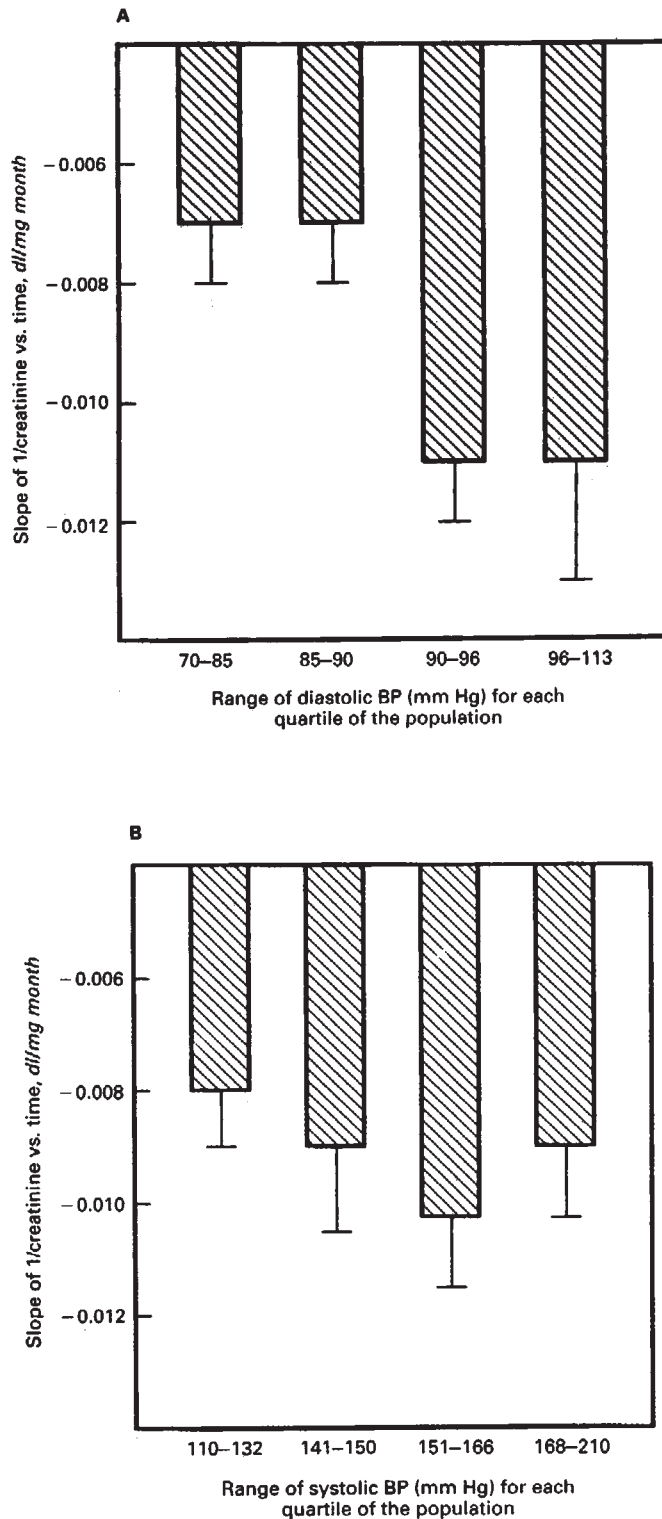 A
Slope of 1/creatinine vs. time, dl/mg month
−0.006
−0.008
−0.010
−0.012
70–85 85–90 90–96 96–113
Range of diastolic BP (mm Hg) for each
quartile of the population
B
Slope of 1/creatinine vs. time, dl/mg month
−0.006
−0.008
−0.010
−0.012
110–132 141–150 151–166 168–210
Range of systolic BP (mm Hg) for each
quartile of the population